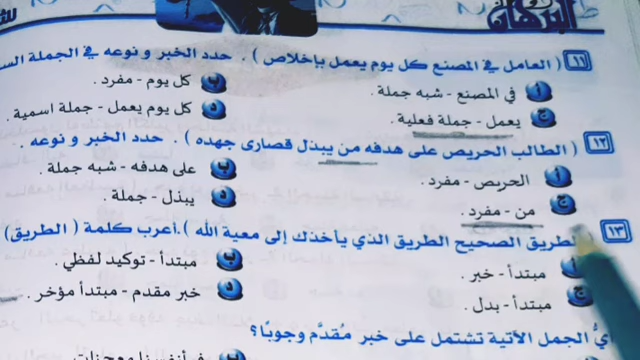 البرهان
١١ ( العامل في المصنع كل يوم يعمل بإخلاص ) . حدد الخبر و نوعه في الجملة
أ في المصنع - شبه جملة .
ب كل يوم - مفرد .
ج يعمل - جملة فعلية .
د كل يوم يعمل - جملة اسمية .
١٢ ( الطالب الحريص على هدفه من يبذل قصارى جهده ) . حدد الخبر و نوعه .
أ الحريص - مفرد .
ب على هدفه - شبه جملة .
ج من - مفرد .
د يبذل - جملة .
١٣ الطريق الصحيح الطريق الذي يأخذك إلى معية الله ) . أعرب كلمة ( الطريق )
أ مبتدأ - خبر .
ب مبتدأ - توكيد لفظي .
ج مبتدأ - بدل .
د خبر مقدم - مبتدأ مؤخر .
أيُّ الجمل الآتية تشتمل على خبر مُقدَّم وجوبًا ؟